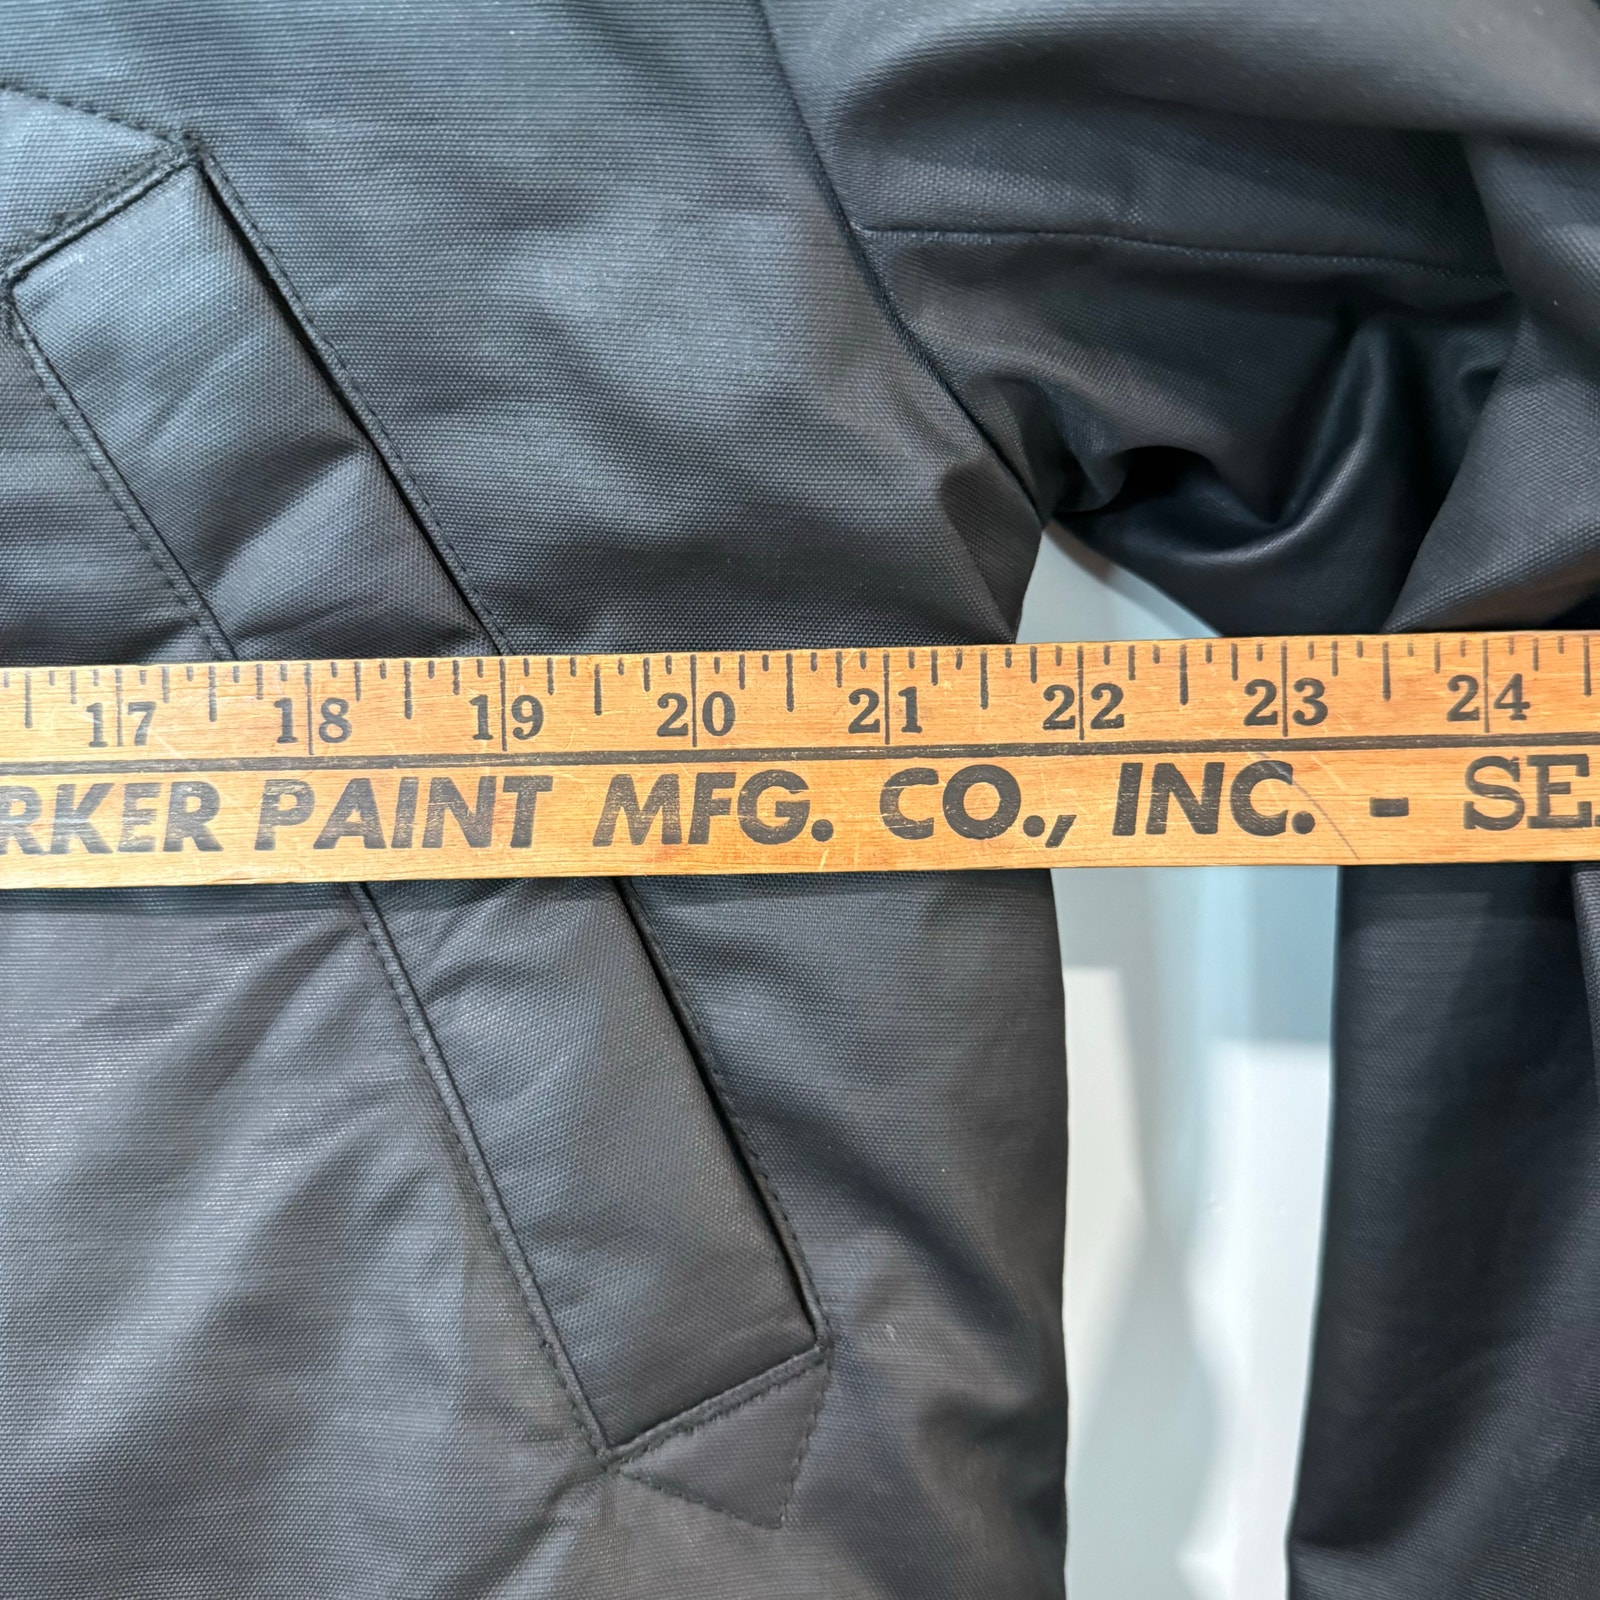 17 18 19 20 21 22 23 24
RKER PAINT MFG. CO., INC. - SE